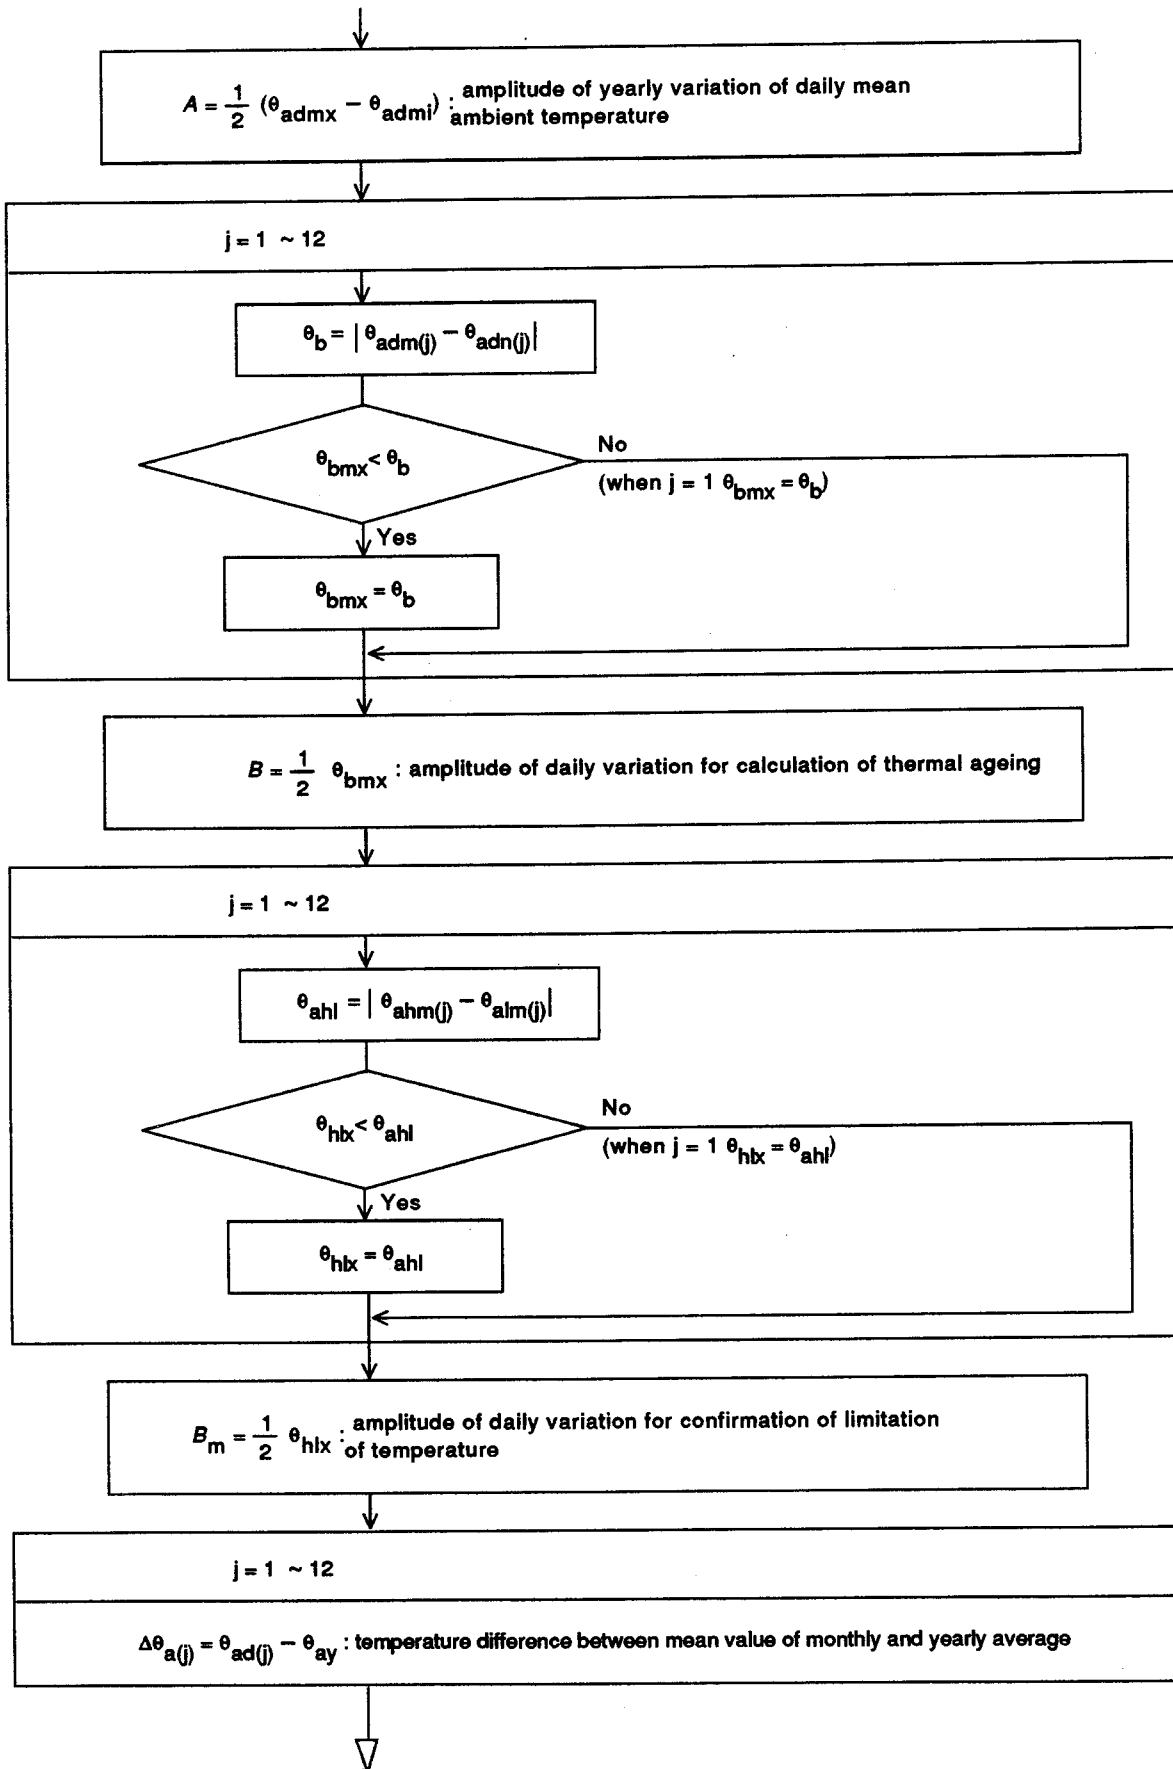 A = 1/2 (θadmx − θadmi) : amplitude of yearly variation of daily mean
ambient temperature
j = 1 ~ 12
θb = | θadm(j) − θadn(j)|
θbmx < θb
No
(when j = 1 θbmx = θb)
Yes
θbmx = θb
B = 1/2 θbmx : amplitude of daily variation for calculation of thermal ageing
j = 1 ~ 12
θahl = | θahm(j) − θalm(j)|
θhlx < θahl
No
(when j = 1 θhlx = θahl)
Yes
θhlx = θahl
Bm = 1/2 θhlx : amplitude of daily variation for confirmation of limitation
of temperature
j = 1 ~ 12
Δθa(j) = θad(j) − θay : temperature difference between mean value of monthly and yearly average